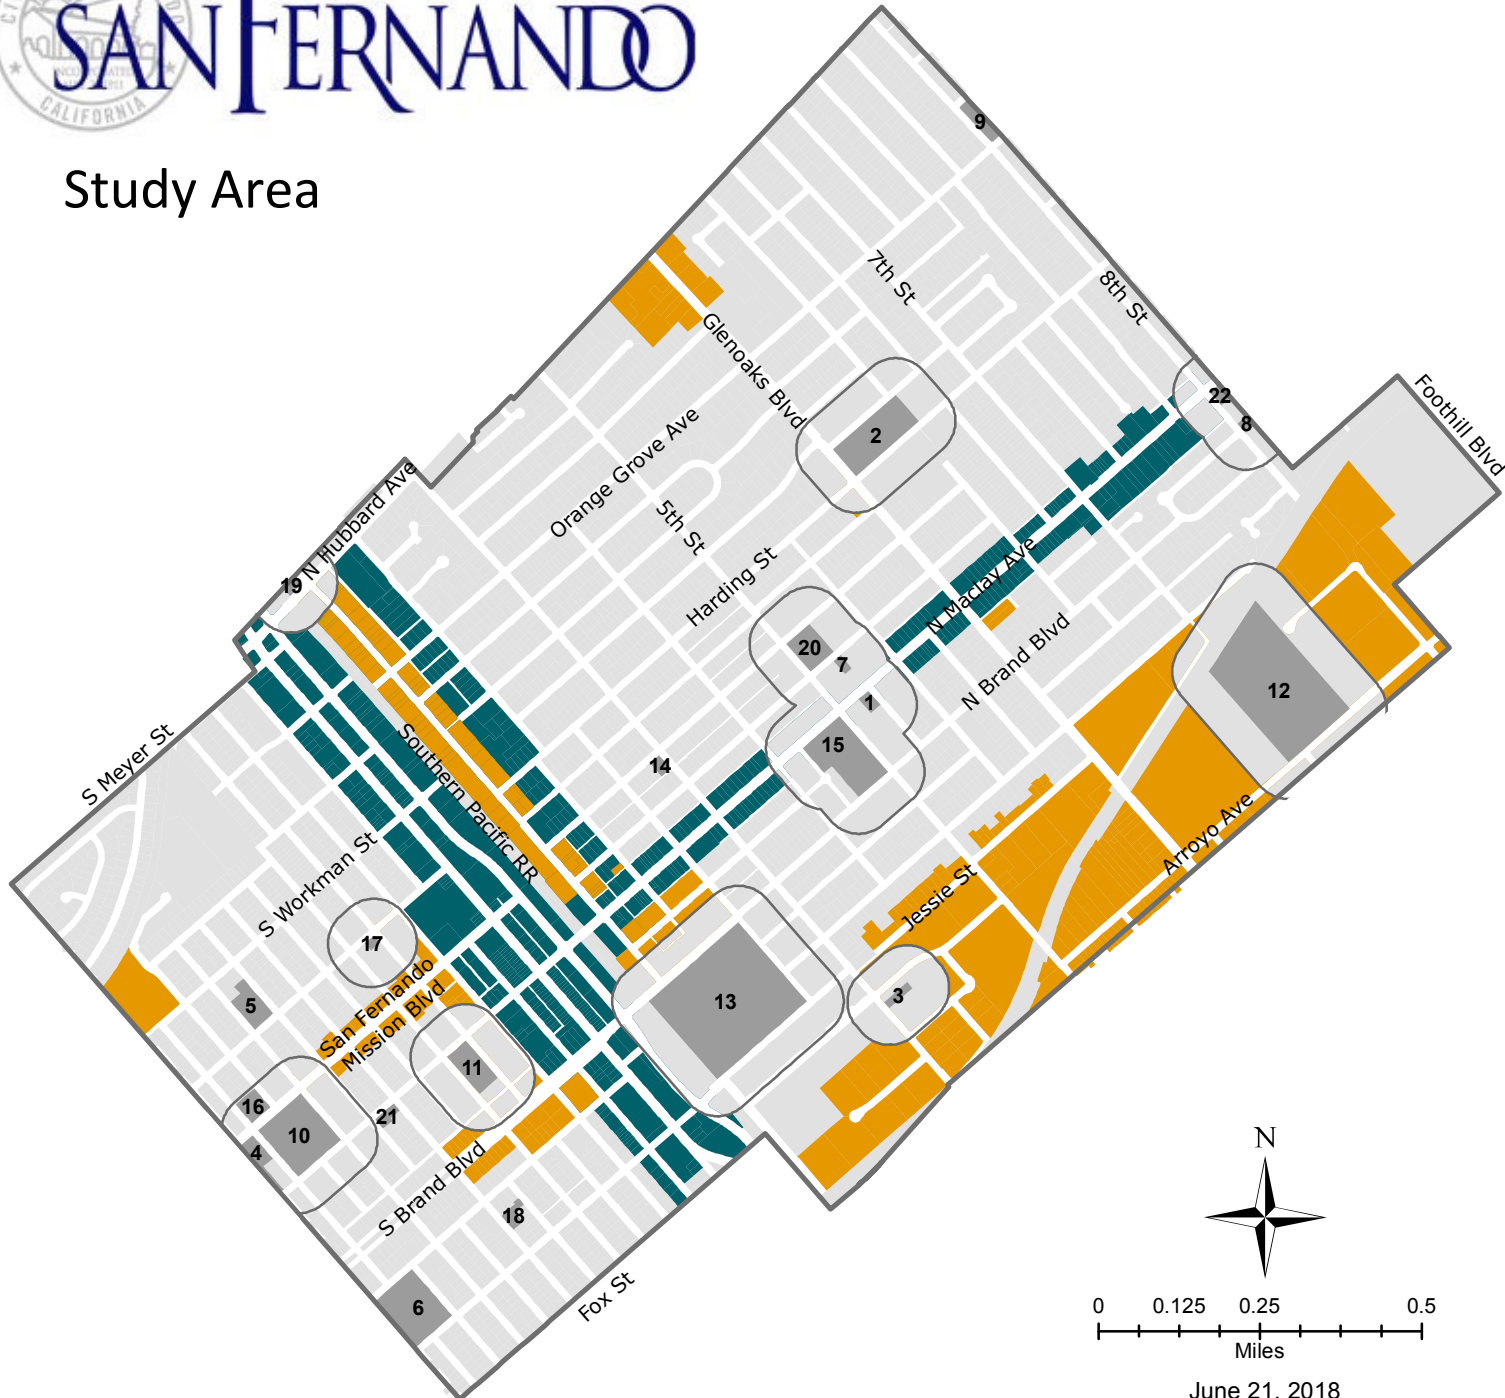 SAN FERNANDO
INCORPORATED
1911
CALIFORNIA
Study Area
9
7th St
8th St
Glenoaks Blvd
22
8
Foothill Blvd
2
Orange Grove Ave
N Hubbard Ave
5th St
Harding St
N Maclay Ave
19
20
7
1
N Brand Blvd
12
S Meyer St
Southern Pacific RR
14
15
Arroyo Ave
S Workman St
Jessie St
17
5
San Fernando
Mission Blvd
13
3
11
16
10
21
4
S Brand Blvd
18
6
Fox St
N
0 0.125 0.25 0.5
Miles
June 21, 2018